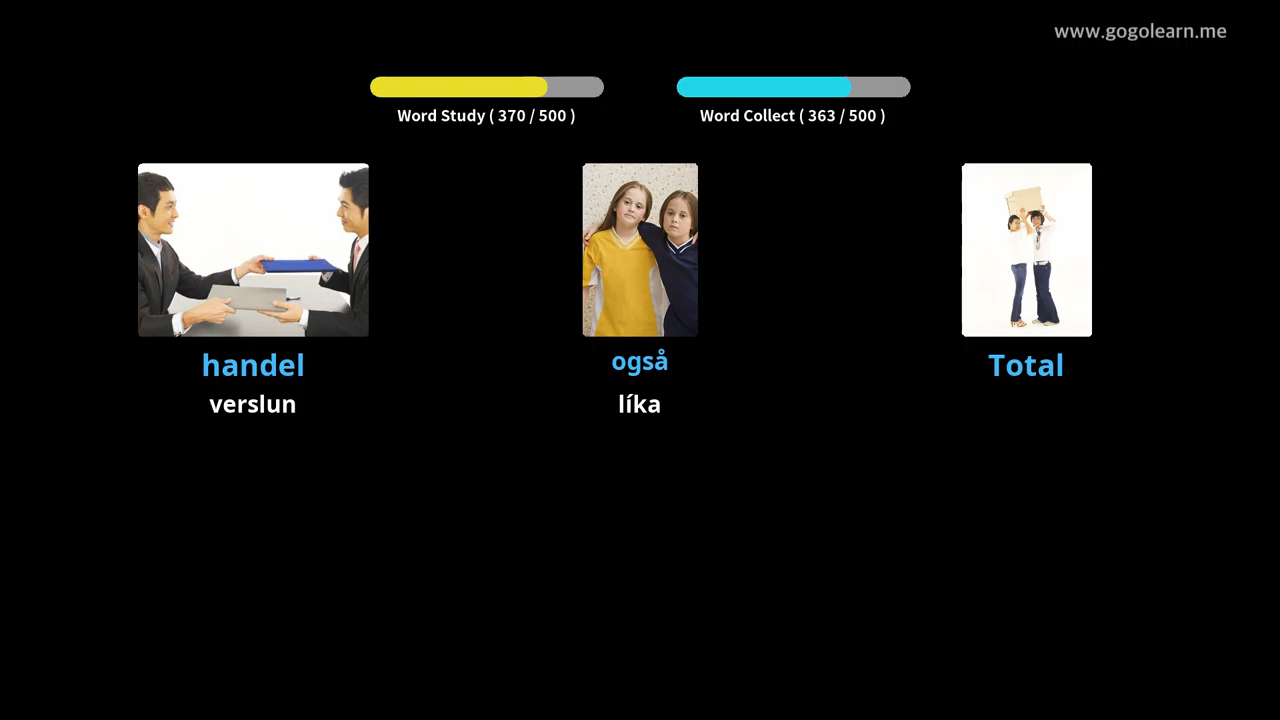 www.gogolearn.me
Word Study ( 370 / 500 )
Word Collect ( 363 / 500 )
handel
også
Total
verslun
líka